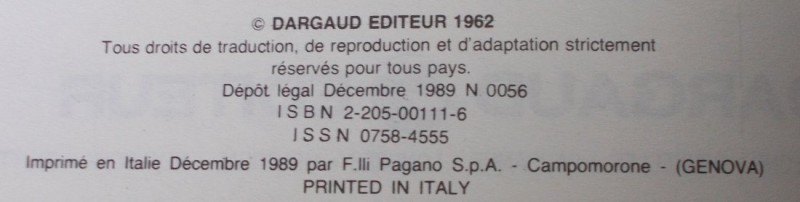 © DARGAUD EDITEUR 1962
Tous droits de traduction, de reproduction et d'adaptation strictement
réservés pour tous pays.
Dépôt légal Décembre 1989 N 0056
ISBN 2-205-00111-6
ISSN 0758-4555
Imprimé en Italie Décembre 1989 par F.lli Pagano S.p.A. - Campomorone - (GENOVA)
PRINTED IN ITALY